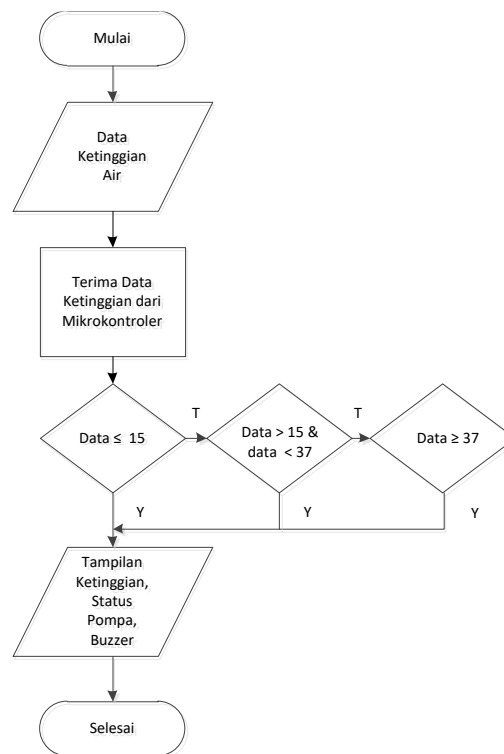 Mulai
Data
Ketinggian
Air
Terima Data
Ketinggian dari
Mikrokontroler
Data ≤ 15
T
Data > 15 &
data < 37
T
Data ≥ 37
Y
Y
Y
Tampilan
Ketinggian,
Status
Pompa,
Buzzer
Selesai